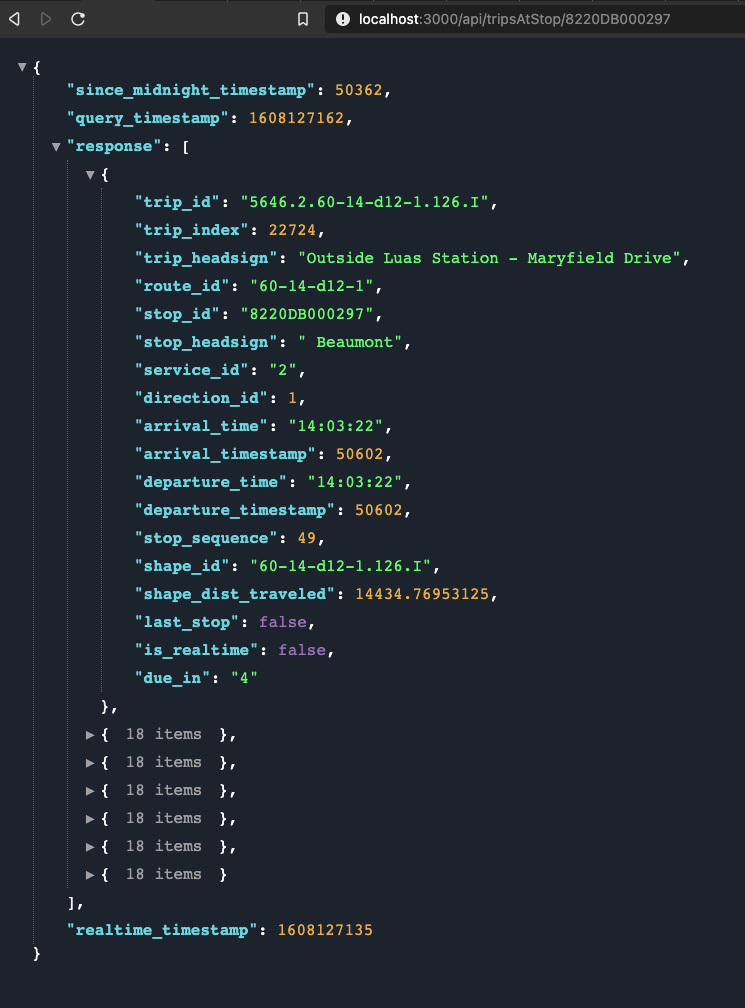 localhost:3000/api/tripsAtStop/8220DB000297
{
"since_midnight_timestamp": 50362,
"query_timestamp": 1608127162,
"response": [
{
"trip_id": "5646.2.60-14-d12-1.126.I",
"trip_index": 22724,
"trip_headsign": "Outside Luas Station - Maryfield Drive",
"route_id": "60-14-d12-1",
"stop_id": "8220DB000297",
"stop_headsign": " Beaumont",
"service_id": "2",
"direction_id": 1,
"arrival_time": "14:03:22",
"arrival_timestamp": 50602,
"departure_time": "14:03:22",
"departure_timestamp": 50602,
"stop_sequence": 49,
"shape_id": "60-14-d12-1.126.I",
"shape_dist_traveled": 14434.76953125,
"last_stop": false,
"is_realtime": false,
"due_in": "4"
},
{ 18 items },
{ 18 items },
{ 18 items },
{ 18 items },
{ 18 items },
{ 18 items }
],
"realtime_timestamp": 1608127135
}